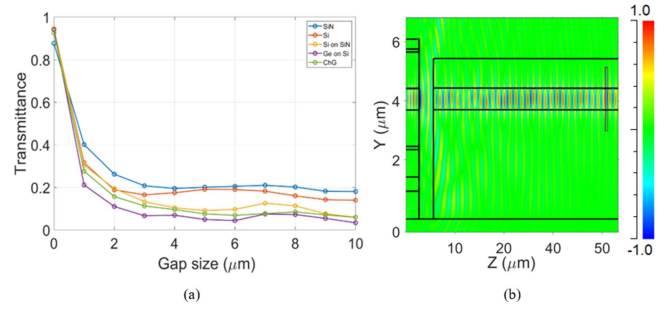 SiN
Si
Si on SiN
Ge on Si
ChG
1
0.8
0.6
0.4
0.2
0
Transmittance
0 2 4 6 8 10
Gap size (μm)
(a)
6
4
2
0
Y (μm)
10 20 30 40 50
Z (μm)
1.0
-1.0
(b)